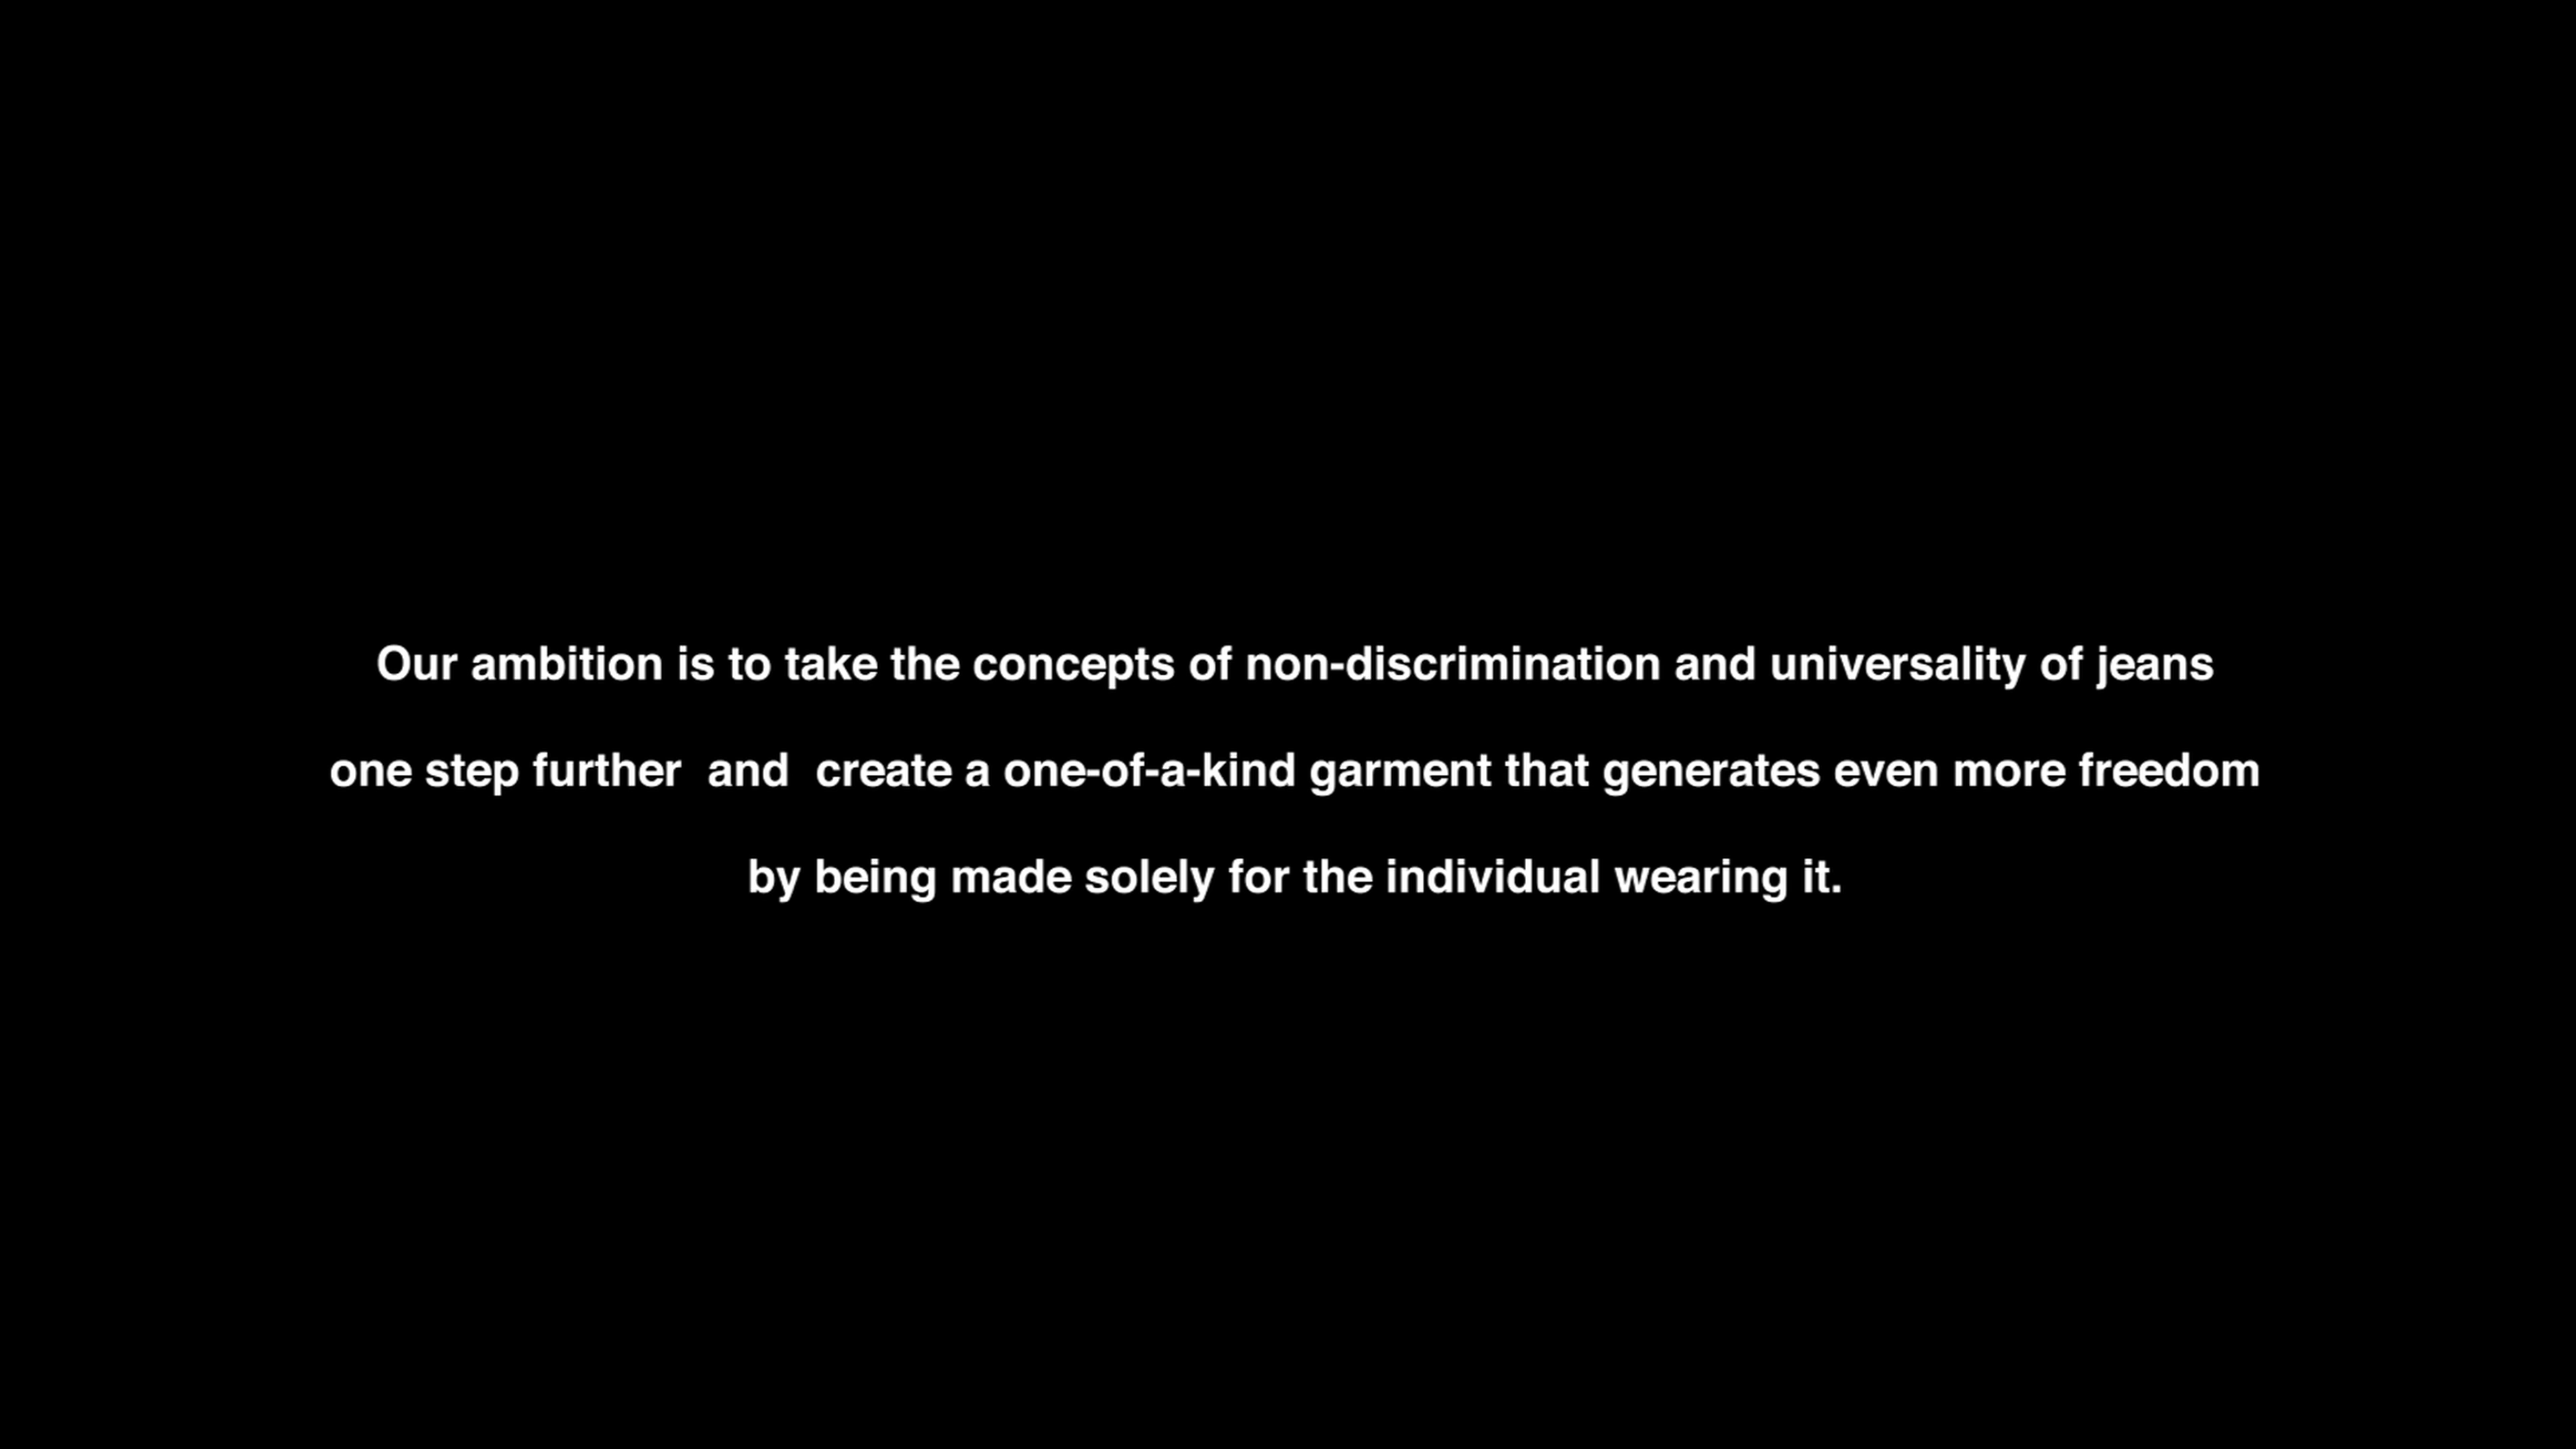 Our ambition is to take the concepts of non-discrimination and universality of jeans
one step further  and  create a one-of-a-kind garment that generates even more freedom
by being made solely for the individual wearing it.